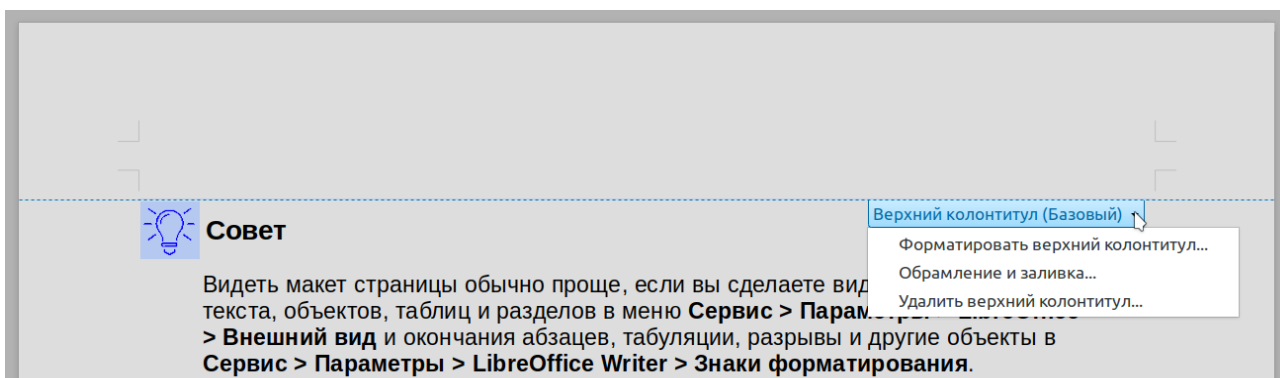 Совет
Верхний колонтитул (Базовый)
Форматировать верхний колонтитул...
Обрамление и заливка...
Удалить верхний колонтитул...
Видеть макет страницы обычно проще, если вы сделаете
текста, объектов, таблиц и разделов в меню Сервис >
> Внешний вид и окончания абзацев, табуляции, разрывы и другие объекты в
Сервис > Параметры > LibreOffice Writer > Знаки форматирования.